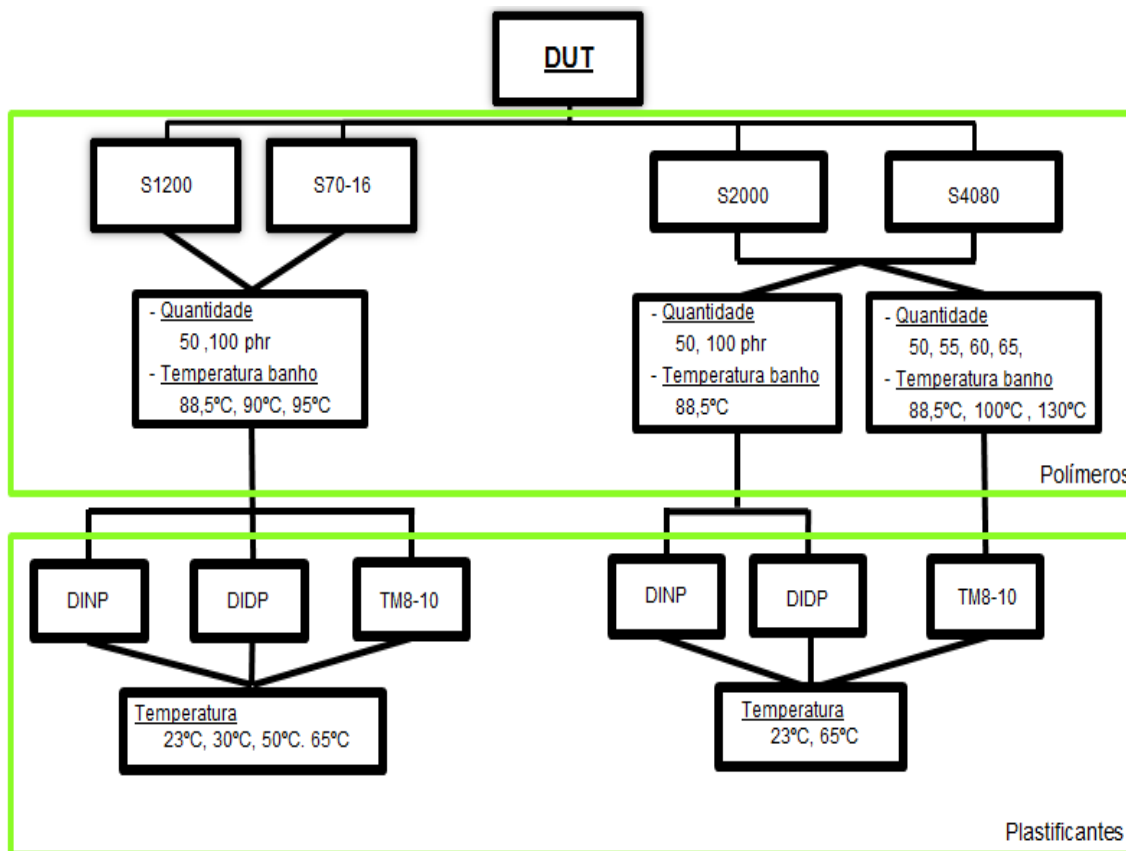 DUT
S1200
S70-16
S2000
S4080
- Quantidade
50 ,100 phr
- Temperatura banho
88,5ºC, 90ºC, 95ºC
- Quantidade
50, 100 phr
- Temperatura banho
88,5ºC
- Quantidade
50, 55, 60, 65,
- Temperatura banho
88,5ºC, 100ºC , 130ºC
Polímeros
DINP
DIDP
TM8-10
DINP
DIDP
TM8-10
Temperatura
23ºC, 30ºC, 50ºC. 65ºC
Temperatura
23ºC, 65ºC
Plastificantes